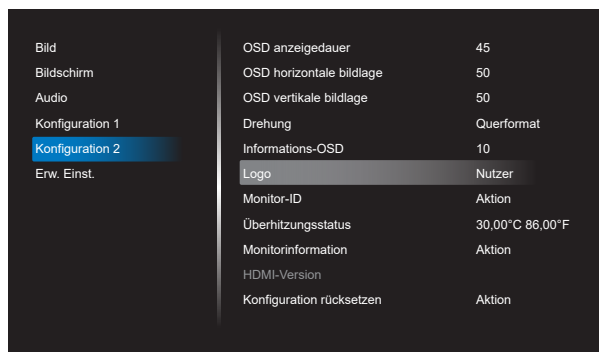 Bild
Bildschirm
Audio
Konfiguration 1
Konfiguration 2
Erw. Einst.
OSD anzeigedauer 45
OSD horizontale bildlage 50
OSD vertikale bildlage 50
Drehung Querformat
Informations-OSD 10
Logo Nutzer
Monitor-ID Aktion
Überhitzungsstatus 30,00°C 86,00°F
Monitorinformation Aktion
HDMI-Version
Konfiguration rücksetzen Aktion